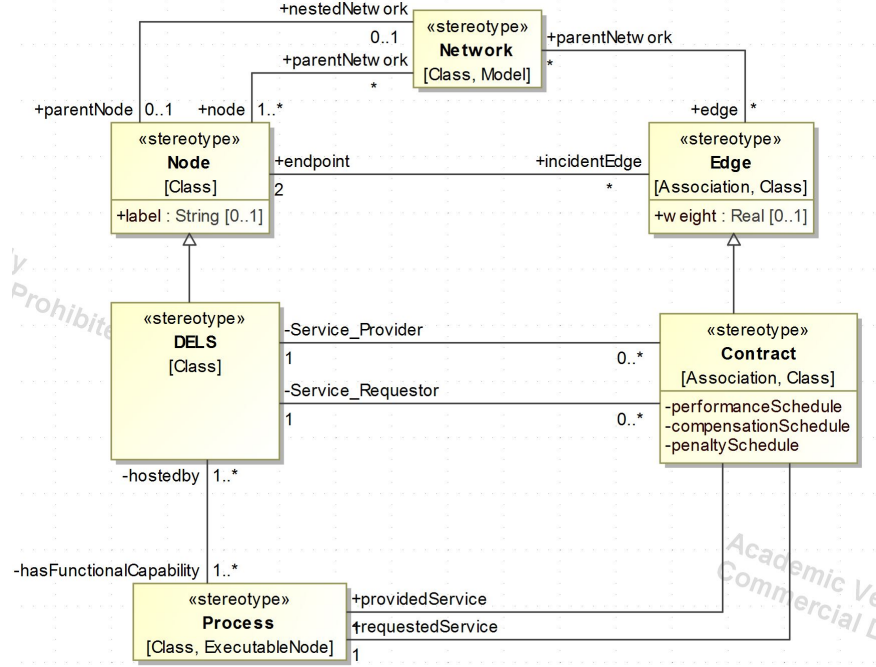 +nestedNetwork
0..1
«stereotype»
Network
[Class, Model]
+parentNetwork
*
+parentNetwork
*
+parentNode
0..1
+node
1..*
+edge
*
«stereotype»
Node
[Class]
+label : String [0..1]
+endpoint
2
+incidentEdge
*
«stereotype»
Edge
[Association, Class]
+weight : Real [0..1]
y
Prohibite
«stereotype»
DELS
[Class]
-Service_Provider
1
0..*
-Service_Requestor
1
0..*
«stereotype»
Contract
[Association, Class]
-performanceSchedule
-compensationSchedule
-penaltySchedule
-hostedby
1..*
-hasFunctionalCapability
1..*
«stereotype»
Process
[Class, ExecutableNode]
+providedService
+requestedService
1
Academic Ve
Commercial